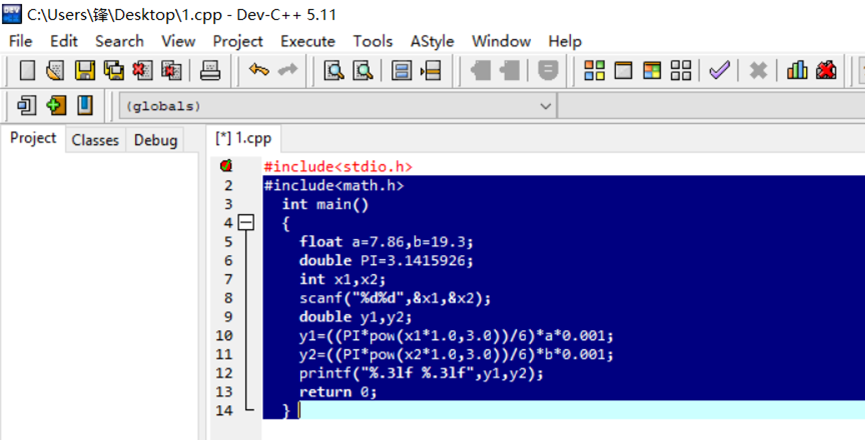 C:\Users\锋\Desktop\1.cpp - Dev-C++ 5.11
File Edit Search View Project Execute Tools AStyle Window Help
(globals)
Project Classes Debug
[*] 1.cpp
#include<stdio.h>
2 #include<math.h>
3 int main()
4 {
5 float a=7.86,b=19.3;
6 double PI=3.1415926;
7 int x1,x2;
8 scanf("%d%d",&x1,&x2);
9 double y1,y2;
10 y1=((PI*pow(x1*1.0,3.0))/6)*a*0.001;
11 y2=((PI*pow(x2*1.0,3.0))/6)*b*0.001;
12 printf("%.3lf %.3lf",y1,y2);
13 return 0;
14 }